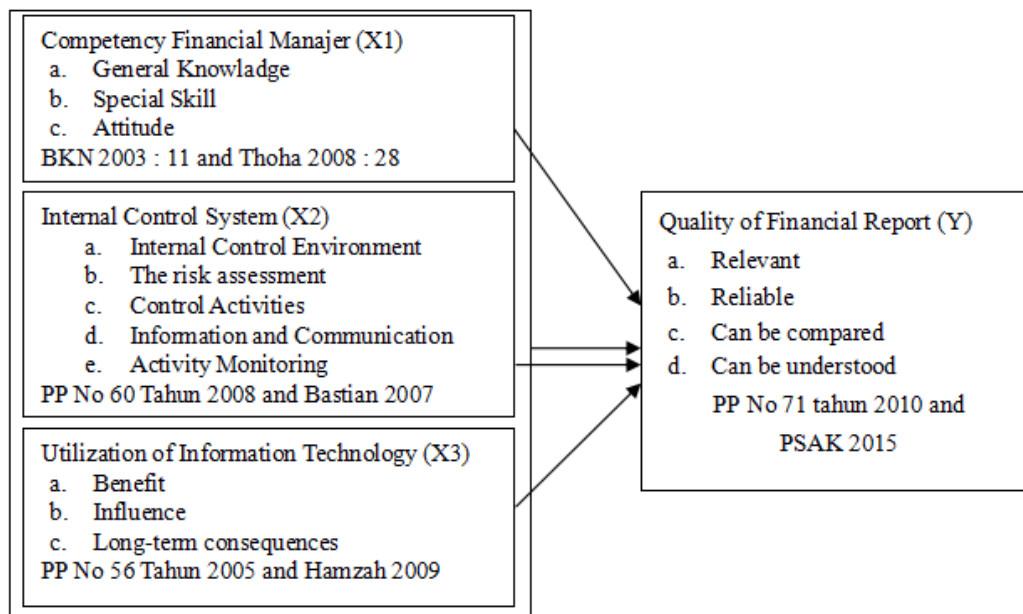 Competency Financial Manajer (X1)
a. General Knowladge
b. Special Skill
c. Attitude
BKN 2003 : 11 and Thoha 2008 : 28
Internal Control System (X2)
a. Internal Control Environment
b. The risk assessment
c. Control Activities
d. Information and Communication
e. Activity Monitoring
PP No 60 Tahun 2008 and Bastian 2007
Utilization of Information Technology (X3)
a. Benefit
b. Influence
c. Long-term consequences
PP No 56 Tahun 2005 and Hamzah 2009
Quality of Financial Report (Y)
a. Relevant
b. Reliable
c. Can be compared
d. Can be understood
PP No 71 tahun 2010 and
PSAK 2015